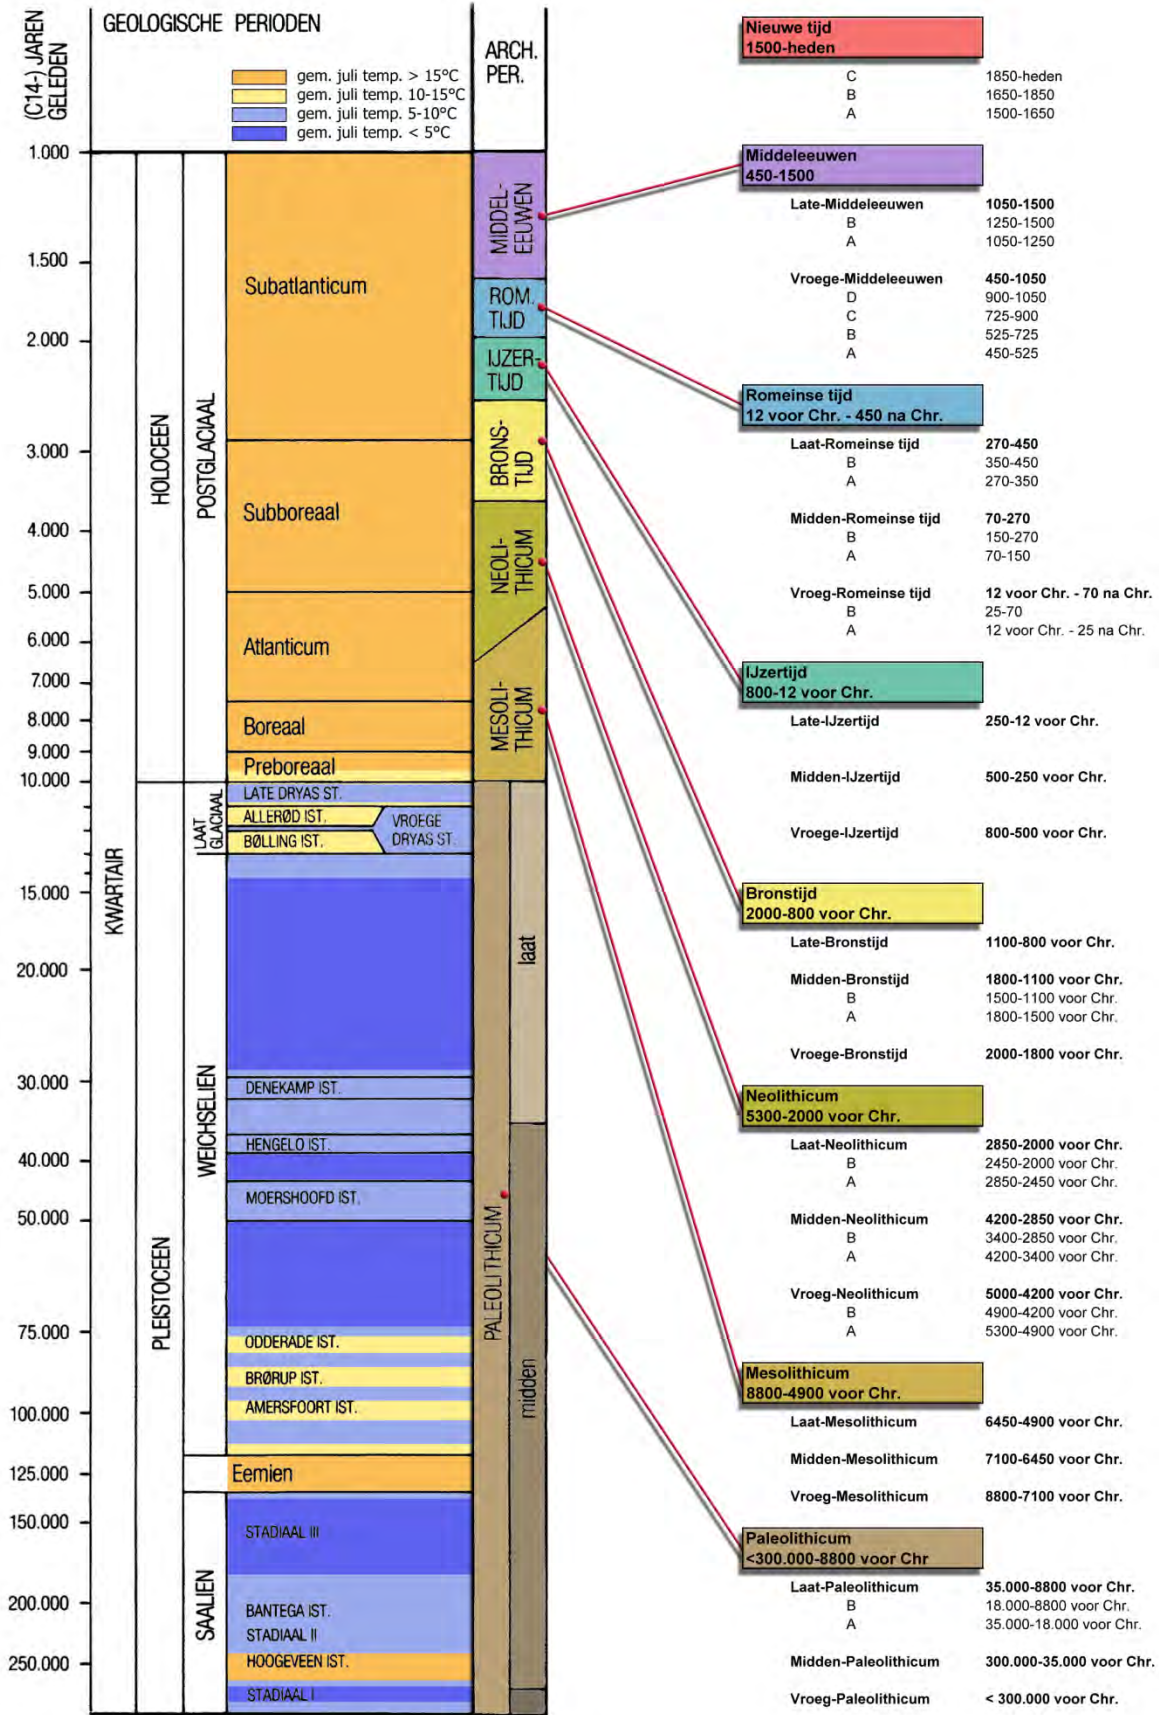 (C14-) JAREN
GELEDEN
GEOLOGISCHE PERIODEN
gem. juli temp. > 15°C
gem. juli temp. 10-15°C
gem. juli temp. 5-10°C
gem. juli temp. < 5°C
ARCH.
PER.
1.000
1.500
2.000
3.000
4.000
5.000
6.000
7.000
8.000
9.000
10.000
15.000
20.000
30.000
40.000
50.000
75.000
100.000
125.000
150.000
200.000
250.000
KWARTAIR
HOLOCEEN
PLEISTOCEEN
POSTGLACIAAL
LAAT
GLACIAAL
WEICHSELIEN
SAALIEN
Subatlanticum
Subboreaal
Atlanticum
Boreaal
Preboreaal
LATE DRYAS ST.
ALLERØD IST.
VROEGE
DRYAS ST.
BØLLING IST.
DENEKAMP IST.
HENGELO IST.
MOERSHOOFD IST.
ODDERADE IST.
BRØRUP IST.
AMERSFOORT IST.
Eemien
STADIAAL III
BANTEGA IST.
STADIAAL II
HOOGEVEEN IST.
STADIAAL I
MIDDEL-
EEUWEN
ROM.
TIJD
IJZER-
TIJD
BRONS-
TIJD
NEOLI-
THICUM
MESOLI-
THICUM
PALEOLITHICUM
laat
midden
Nieuwe tijd
1500-heden
C 1850-heden
B 1650-1850
A 1500-1650
Middeleeuwen
450-1500
Late-Middeleeuwen 1050-1500
B 1250-1500
A 1050-1250
Vroege-Middeleeuwen 450-1050
D 900-1050
C 725-900
B 525-725
A 450-525
Romeinse tijd
12 voor Chr. - 450 na Chr.
Laat-Romeinse tijd 270-450
B 350-450
A 270-350
Midden-Romeinse tijd 70-270
B 150-270
A 70-150
Vroeg-Romeinse tijd 12 voor Chr. - 70 na Chr.
B 25-70
A 12 voor Chr. - 25 na Chr.
IJzertijd
800-12 voor Chr.
Late-IJzertijd 250-12 voor Chr.
Midden-IJzertijd 500-250 voor Chr.
Vroege-IJzertijd 800-500 voor Chr.
Bronstijd
2000-800 voor Chr.
Late-Bronstijd 1100-800 voor Chr.
Midden-Bronstijd 1800-1100 voor Chr.
B 1500-1100 voor Chr.
A 1800-1500 voor Chr.
Vroege-Bronstijd 2000-1800 voor Chr.
Neolithicum
5300-2000 voor Chr.
Laat-Neolithicum 2850-2000 voor Chr.
B 2450-2000 voor Chr.
A 2850-2450 voor Chr.
Midden-Neolithicum 4200-2850 voor Chr.
B 3400-2850 voor Chr.
A 4200-3400 voor Chr.
Vroeg-Neolithicum 5000-4200 voor Chr.
B 4900-4200 voor Chr.
A 5300-4900 voor Chr.
Mesolithicum
8800-4900 voor Chr.
Laat-Mesolithicum 6450-4900 voor Chr.
Midden-Mesolithicum 7100-6450 voor Chr.
Vroeg-Mesolithicum 8800-7100 voor Chr.
Paleolithicum
<300.000-8800 voor Chr
Laat-Paleolithicum 35.000-8800 voor Chr.
B 18.000-8800 voor Chr.
A 35.000-18.000 voor Chr.
Midden-Paleolithicum 300.000-35.000 voor Chr.
Vroeg-Paleolithicum < 300.000 voor Chr.